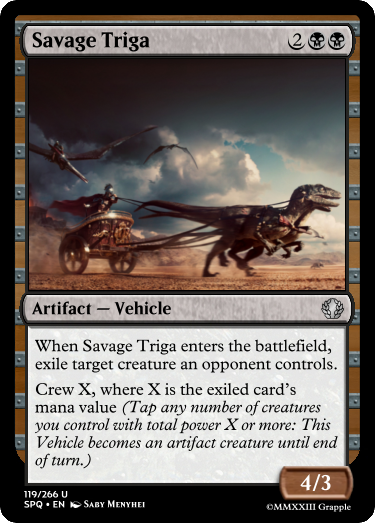 Savage Triga 2
Artifact — Vehicle
When Savage Triga enters the battlefield,
exile target creature an opponent controls.
Crew X, where X is the exiled card's
mana value (Tap any number of creatures
you control with total power X or more: This
Vehicle becomes an artifact creature until end
of turn.)
4/3
119/266 U
SPQ • EN Saby Menyhei
©MMXXIII Grapple